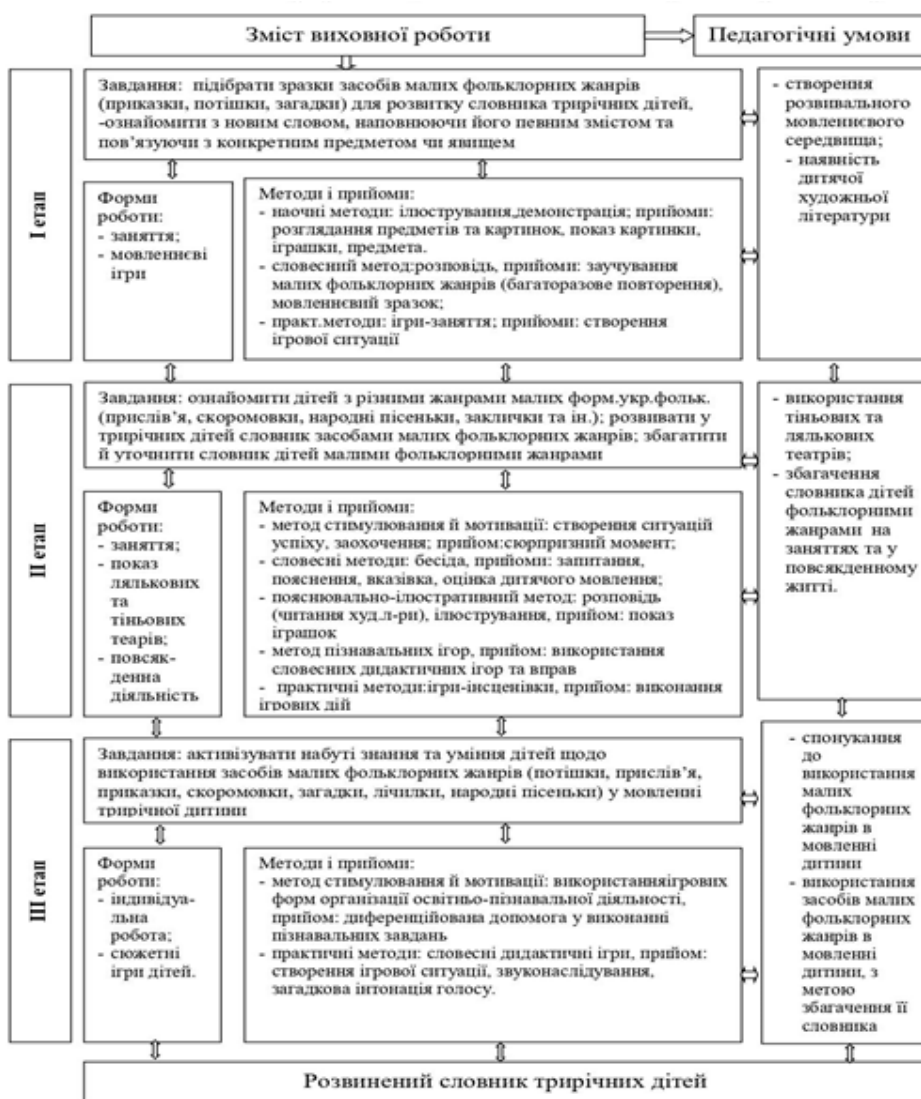 Зміст виховної роботи
Педагогічні умови
І етап
Завдання: підібрати зразки засобів малих фольклорних жанрів
(приказки, потішки, загадки) для розвитку словника трирічних дітей,
-ознайомити з новим словом, наповнюючи його певним змістом та
пов’язуючи з конкретним предметом чи явищем
Форми
роботи:
- заняття;
- мовленнєві
ігри
Методи і прийоми:
- наочні методи: ілюстрування,демонстрація; прийоми:
розглядання предметів та картинок, показ картинки,
іграшки, предмета.
- словесний метод:розповідь, прийоми: заучування
малих фольклорних жанрів (багаторазове повторення),
мовленнєвий зразок;
- практ.методи: ігри-заняття; прийоми: створення
ігрової ситуації
- створення
розвивального
мовленнєвого
середвища;
- наявність
дитячої
художньої
літератури
ІІ етап
Завдання: ознайомити дітей з різними жанрами малих форм.укр.фольк.
(прислів’я, скоромовки, народні пісеньки, заклички та ін.); розвивати у
трирічних дітей словник засобами малих фольклорних жанрів; збагатити
й уточнити словник дітей малими фольклорними жанрами
Форми
роботи:
- заняття;
- показ
лялькових
та
тіньових
теарів;
- повсяк-
денна
діяльність
Методи і прийоми:
- метод стимулювання й мотивації: створення ситуацій
успіху, заохочення; прийом:сюрпризний момент;
- словесні методи: бесіда, прийоми: запитання,
пояснення, вказівка, оцінка дитячого мовлення;
- пояснювально-ілюстративний метод: розповідь
(читання худ.л-ри), ілюстрування, прийом: показ
іграшок
- метод пізнавальних ігор, прийом: використання
словесних дидактичних ігор та вправ
- практичні методи:ігри-інсценівки, прийом: виконання
ігрових дій
- використання
тіньових та
лялькових
театрів;
- збагачення
словника дітей
фольклорними
жанрами на
заняттях та у
повсякденному
житті.
ІІІ етап
Завдання: активізувати набуті знання та уміння дітей щодо
використання засобів малих фольклорних жанрів (потішки, прислів’я,
приказки, скоромовки, загадки, лічилки, народні пісеньки) у мовленні
трирічної дитини
Форми
роботи:
- індивідуа-
льна
робота;
- сюжетні
ігри дітей.
Методи і прийоми:
- метод стимулювання й мотивації: використанняігрових
форм організації освітньо-пізнавальної діяльності,
прийом: диференційована допомога у виконанні
пізнавальних завдань
- практичні методи: словесні дидактичні ігри, прийом:
створення ігрової ситуації, звуконаслідування,
загадкова інтонація голосу.
- спонукання
до
використання
малих
фольклорних
жанрів в
мовленні
дитини
- використання
засобів малих
фольклорних
жанрів в
мовленні
дитини, з
метою
збагачення її
словника
Розвинений словник трирічних дітей